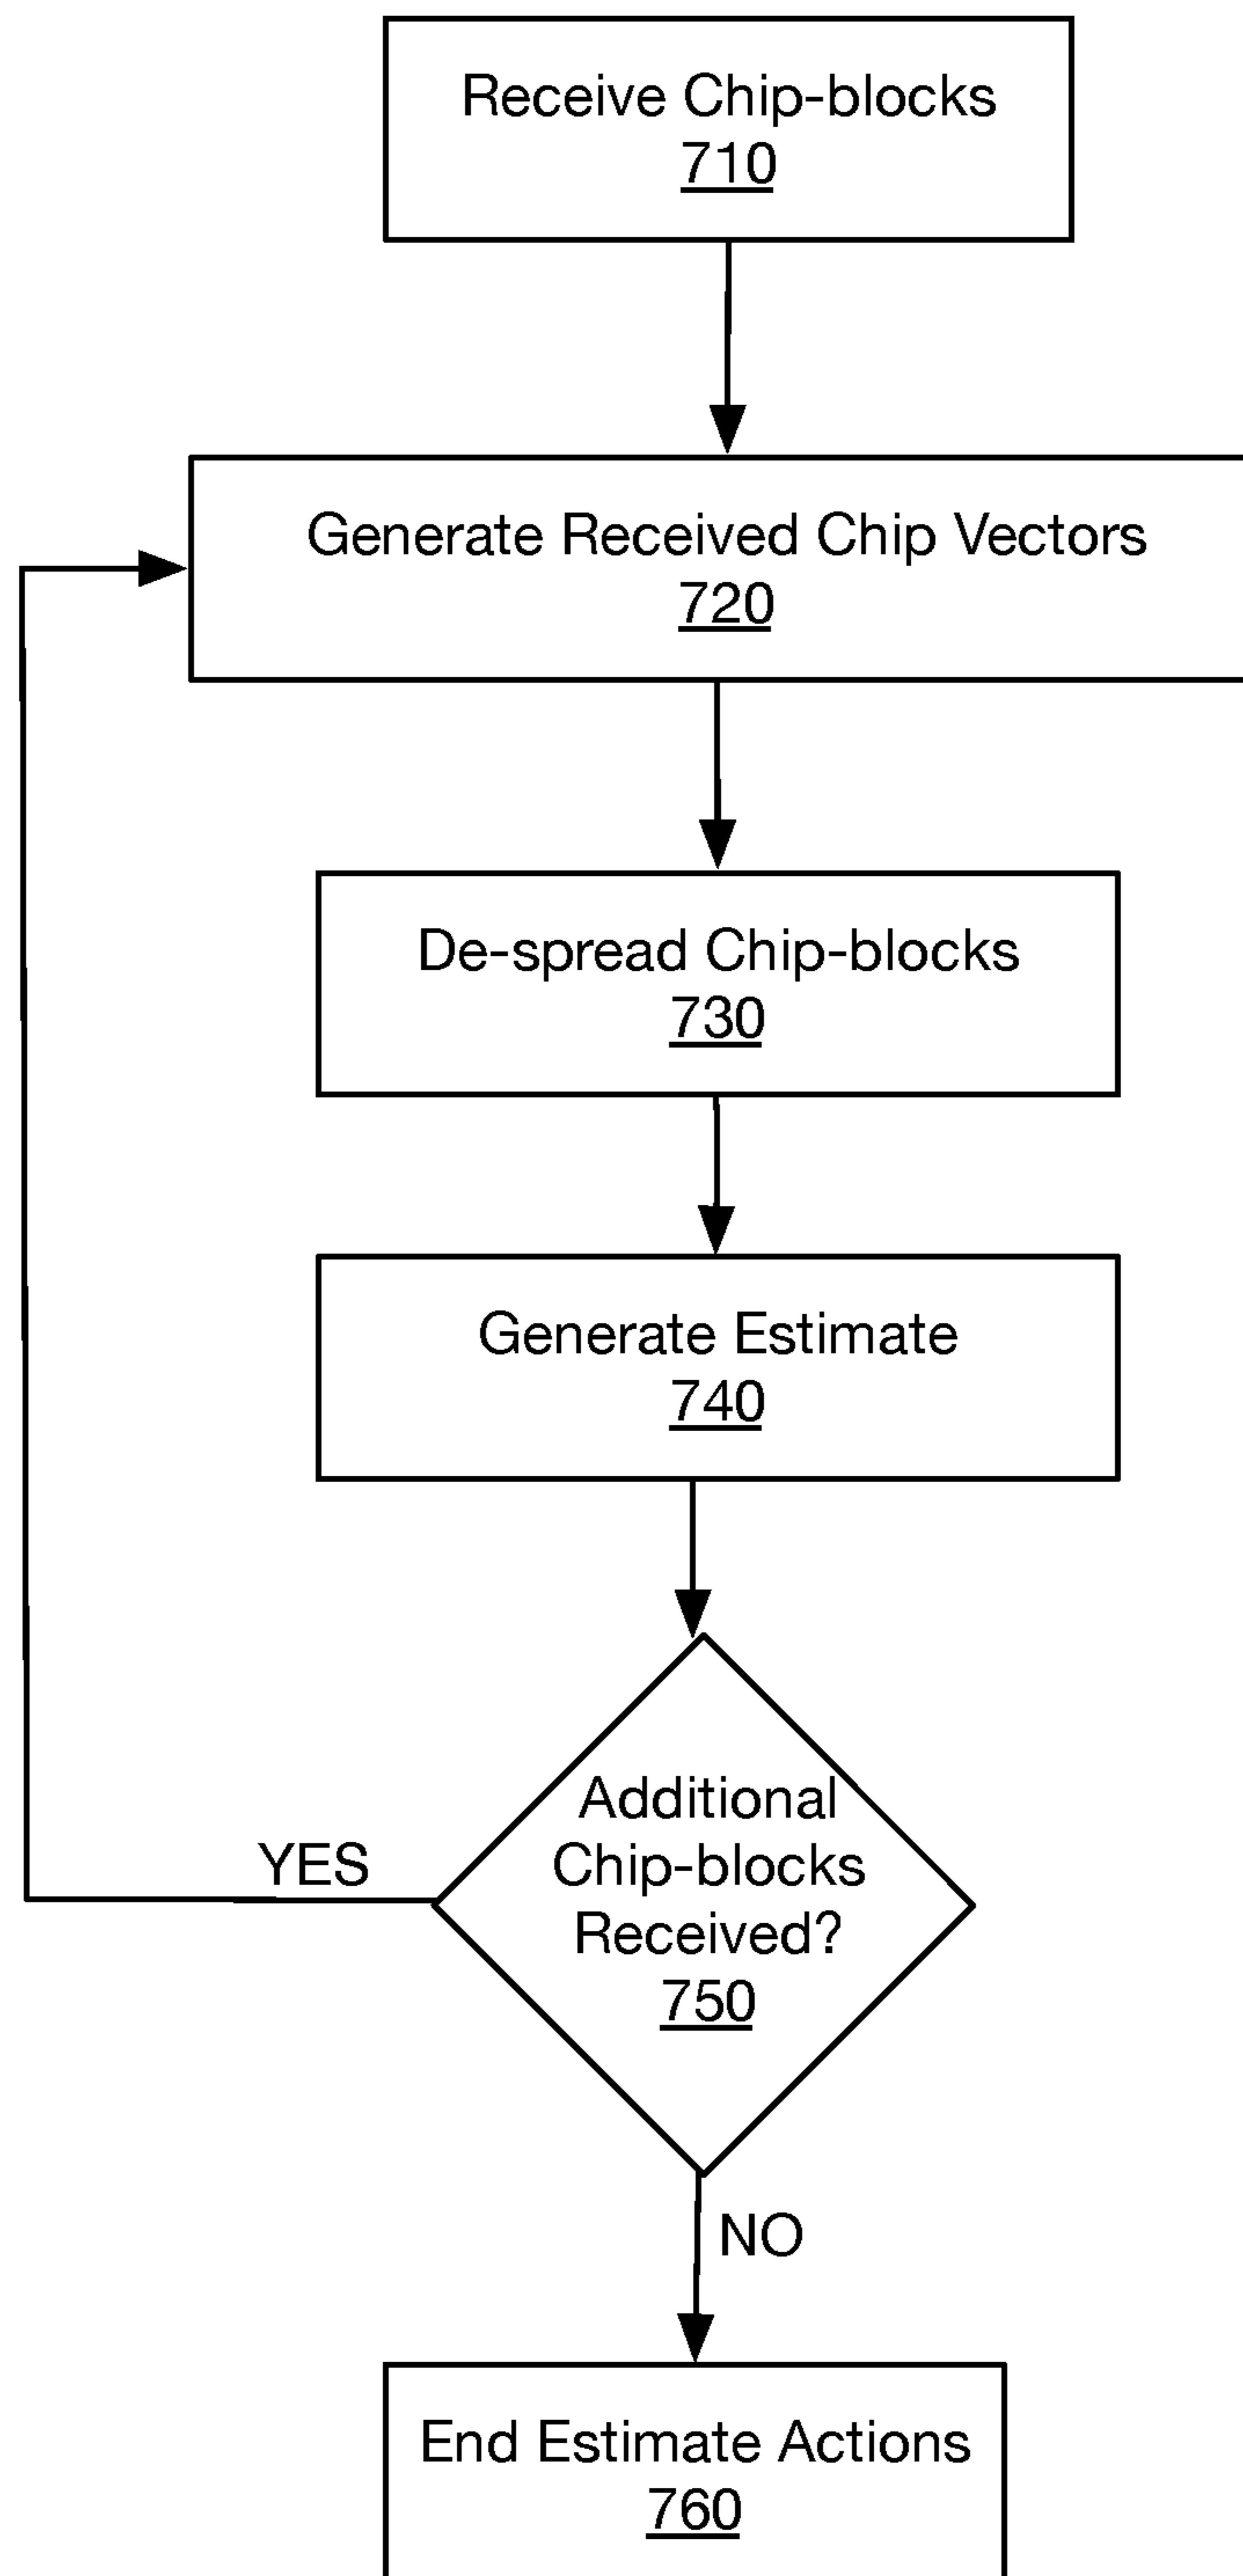 Receive Chip-blocks
710
Generate Received Chip Vectors
720
De-spread Chip-blocks
730
Generate Estimate
740
Additional
Chip-blocks
Received?
750
YES
NO
End Estimate Actions
760